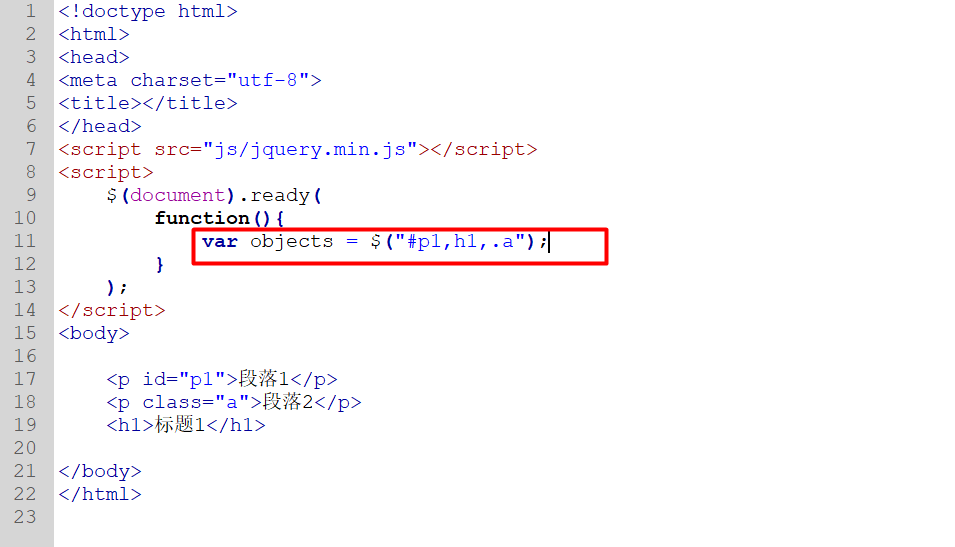 1 <!doctype html>
2 <html>
3 <head>
4 <meta charset="utf-8">
5 <title></title>
6 </head>
7 <script src="js/jquery.min.js"></script>
8 <script>
9     $(document).ready(
10         function(){
11             var objects = $("#p1,h1,.a");
12         }
13     );
14 </script>
15 <body>
16
17     <p id="p1">段落1</p>
18     <p class="a">段落2</p>
19     <h1>标题1</h1>
20
21 </body>
22 </html>
23